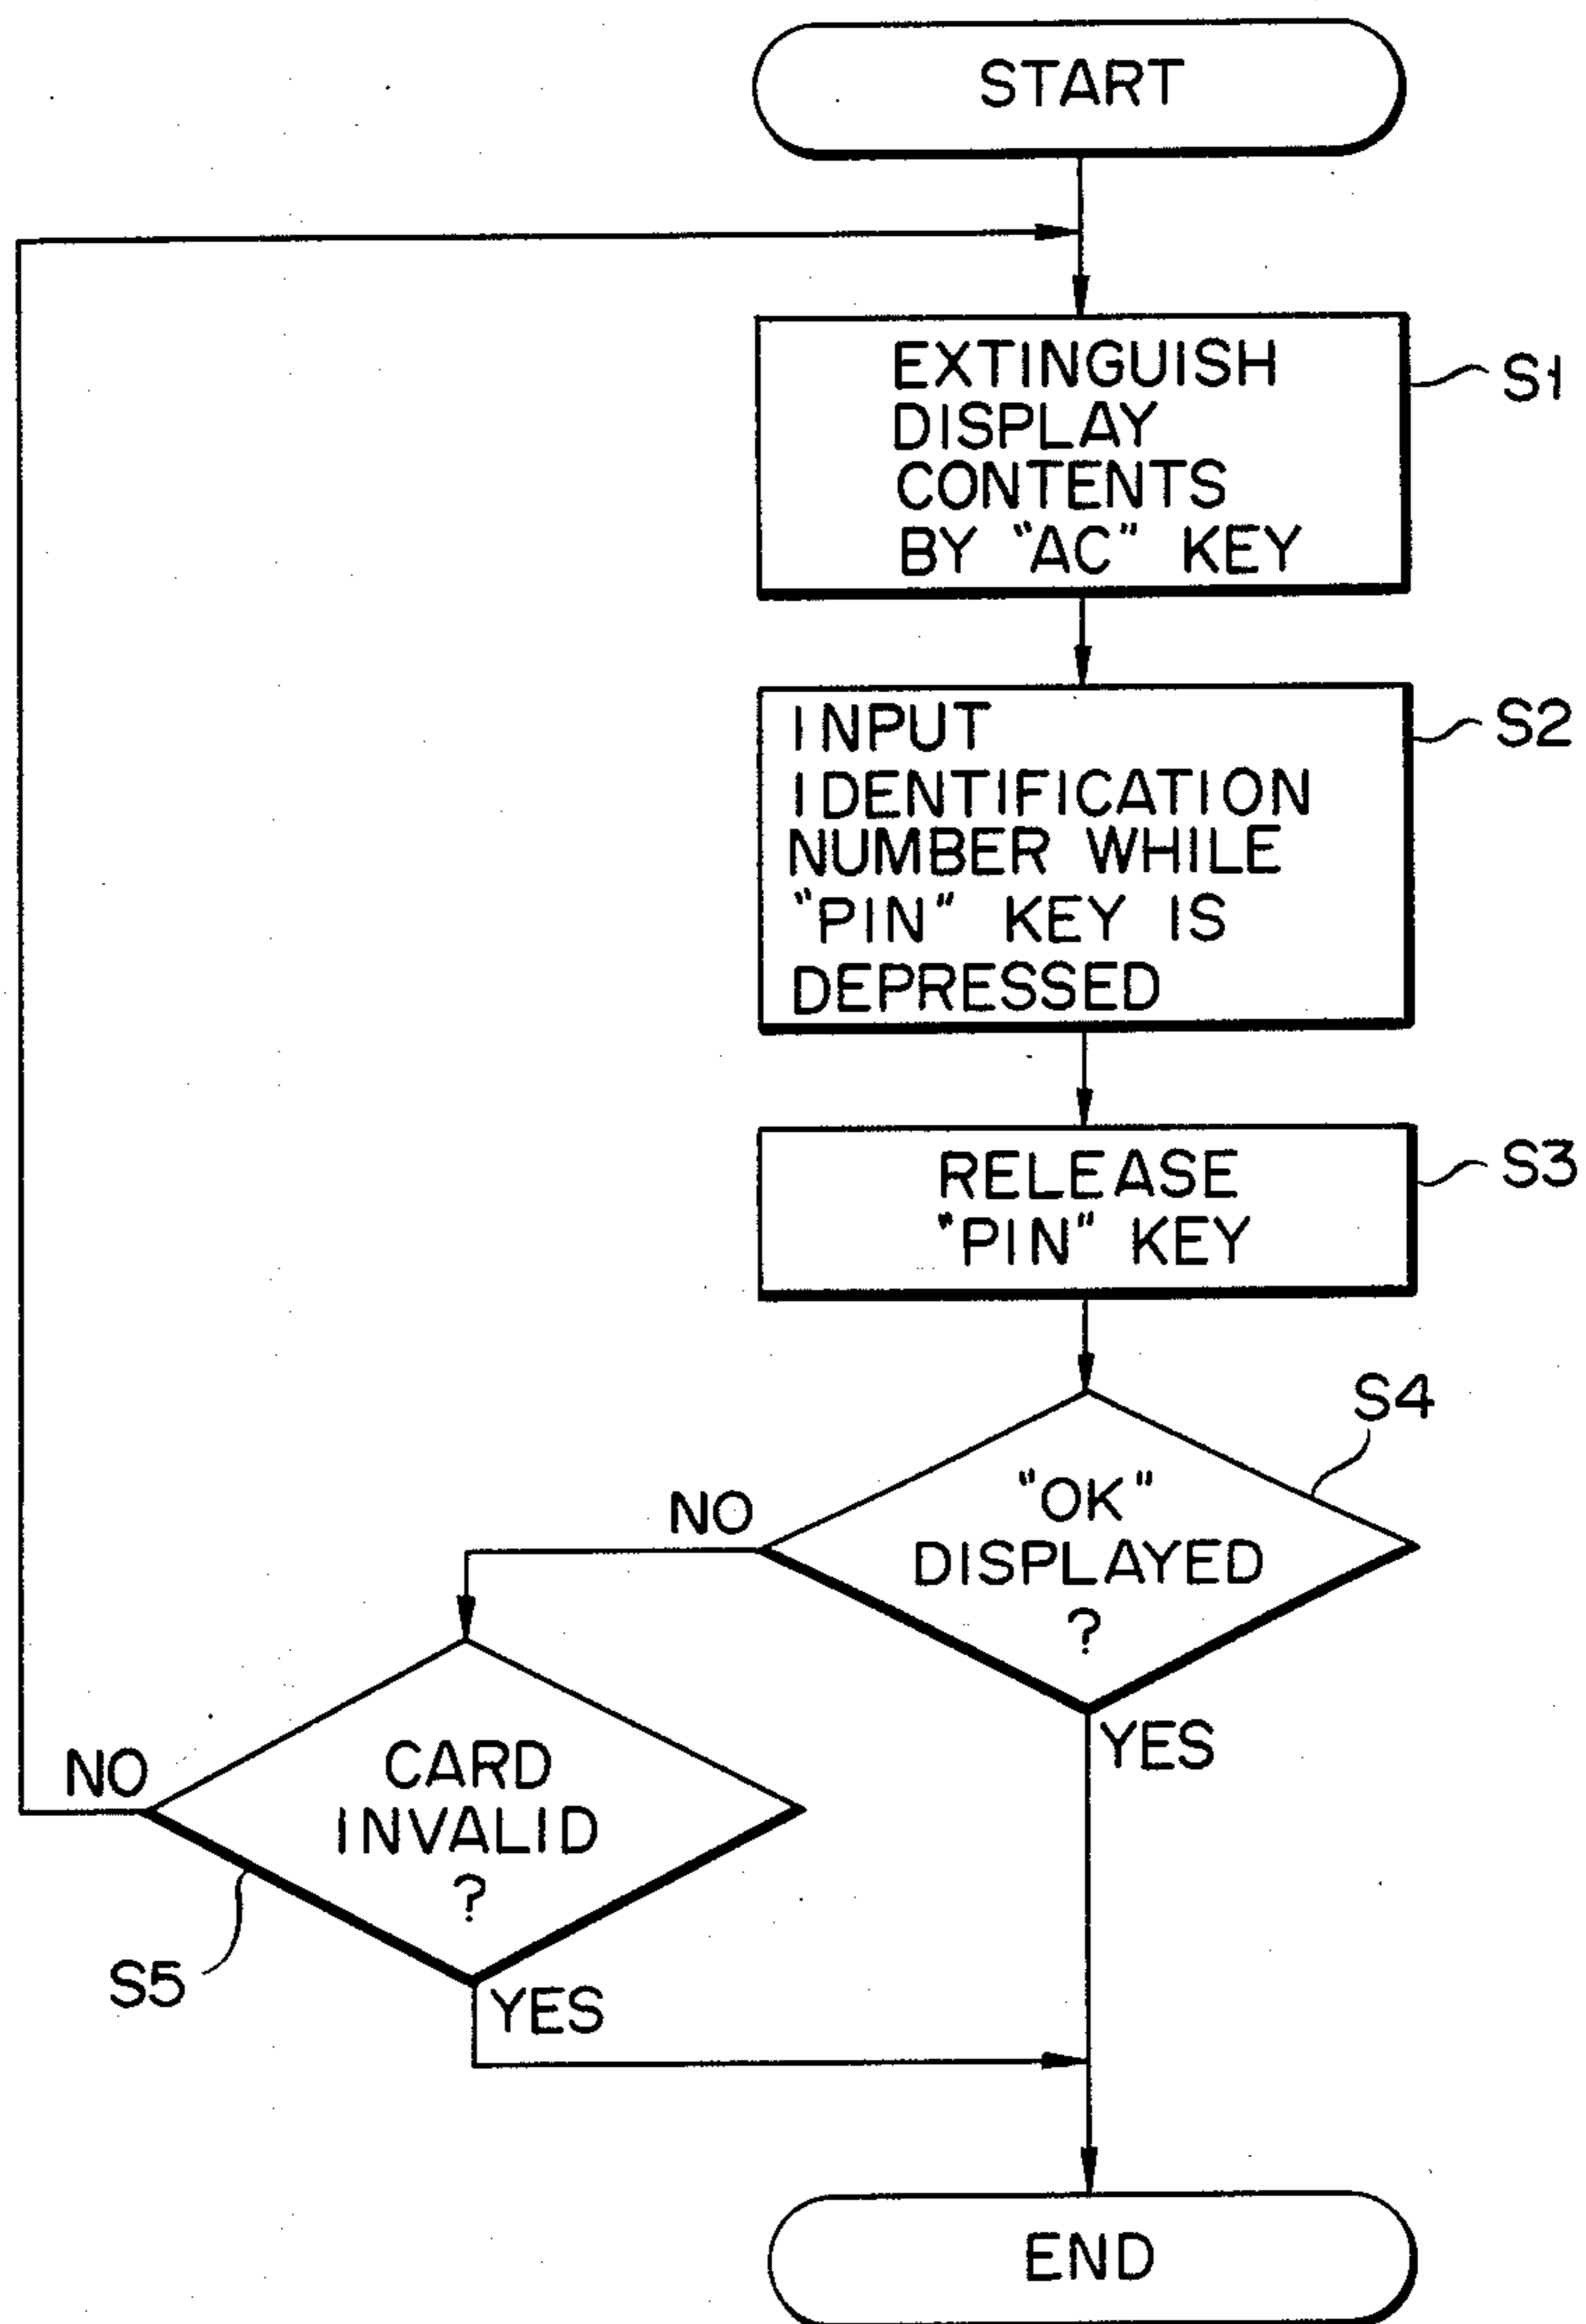 START
EXTINGUISH
DISPLAY
CONTENTS
BY "AC" KEY
S1
INPUT
IDENTIFICATION
NUMBER WHILE
"PIN" KEY IS
DEPRESSED
S2
RELEASE
"PIN" KEY
S3
"OK"
DISPLAYED
?
S4
NO
YES
CARD
INVALID
?
S5
NO
YES
END